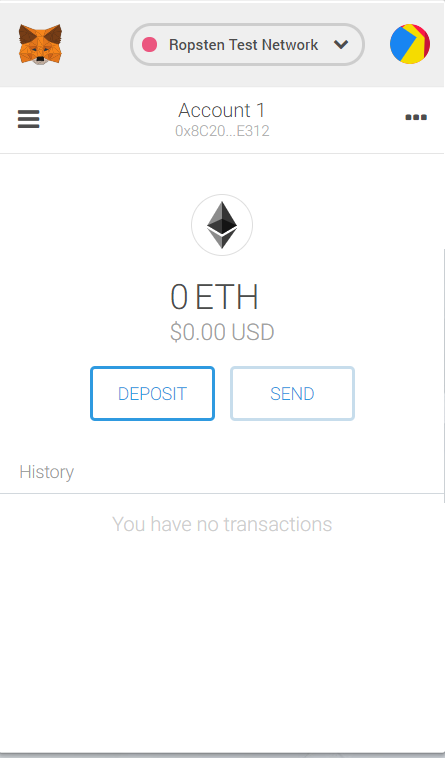 Ropsten Test Network
Account 1
0x8C20...E312
0 ETH
$0.00 USD
DEPOSIT
SEND
History
You have no transactions